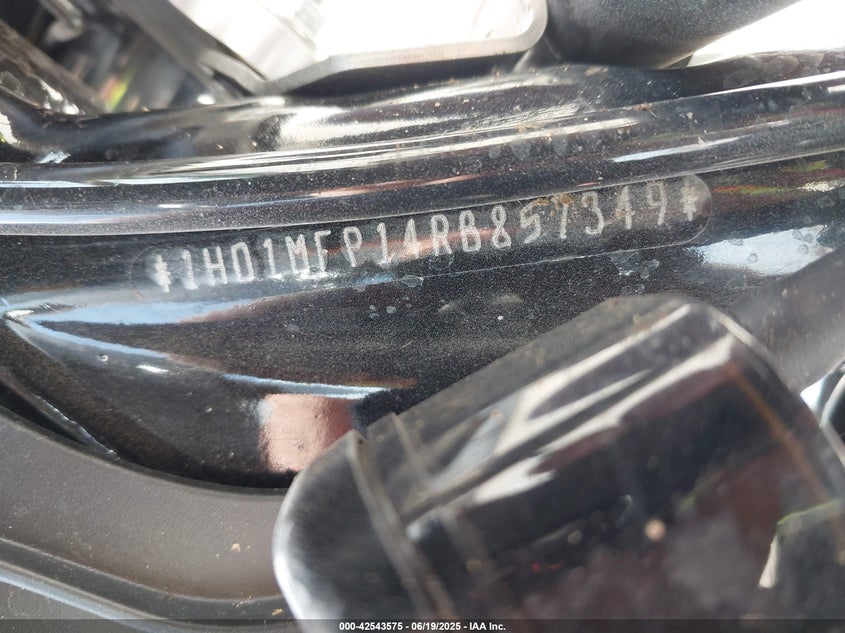 *1HD1MFP14RB857349*
000-42543575 - 06/19/2025 - IAA Inc.